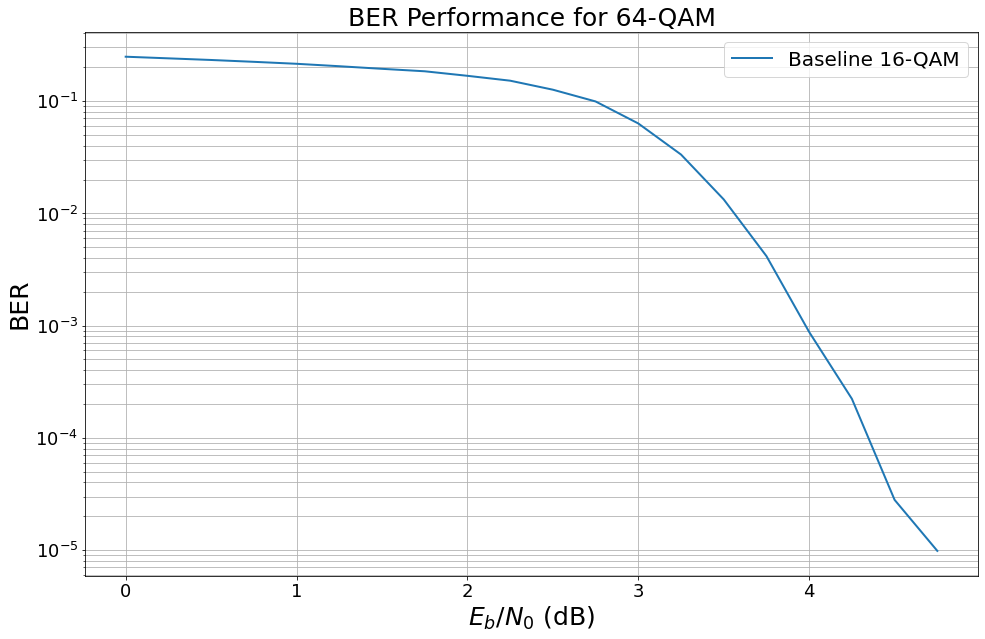 BER Performance for 64-QAM
Baseline 16-QAM
BER
10⁻¹
10⁻²
10⁻³
10⁻⁴
10⁻⁵
0 1 2 3 4
E_b/N_0 (dB)